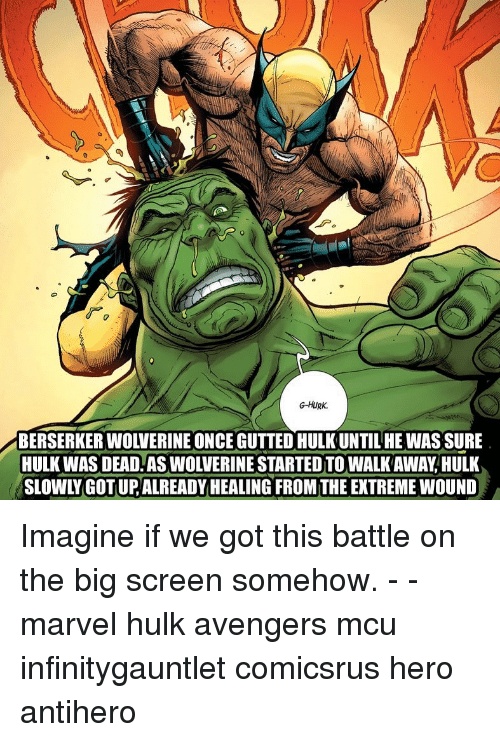 G-HURK.
BERSERKER WOLVERINE ONCE GUTTED HULK UNTIL HE WAS SURE
HULK WAS DEAD. AS WOLVERINE STARTED TO WALK AWAY, HULK
SLOWLY GOT UP, ALREADY HEALING FROM THE EXTREME WOUND
Imagine if we got this battle on
the big screen somehow. - -
marvel hulk avengers mcu
infinitygauntlet comicsrus hero
antihero